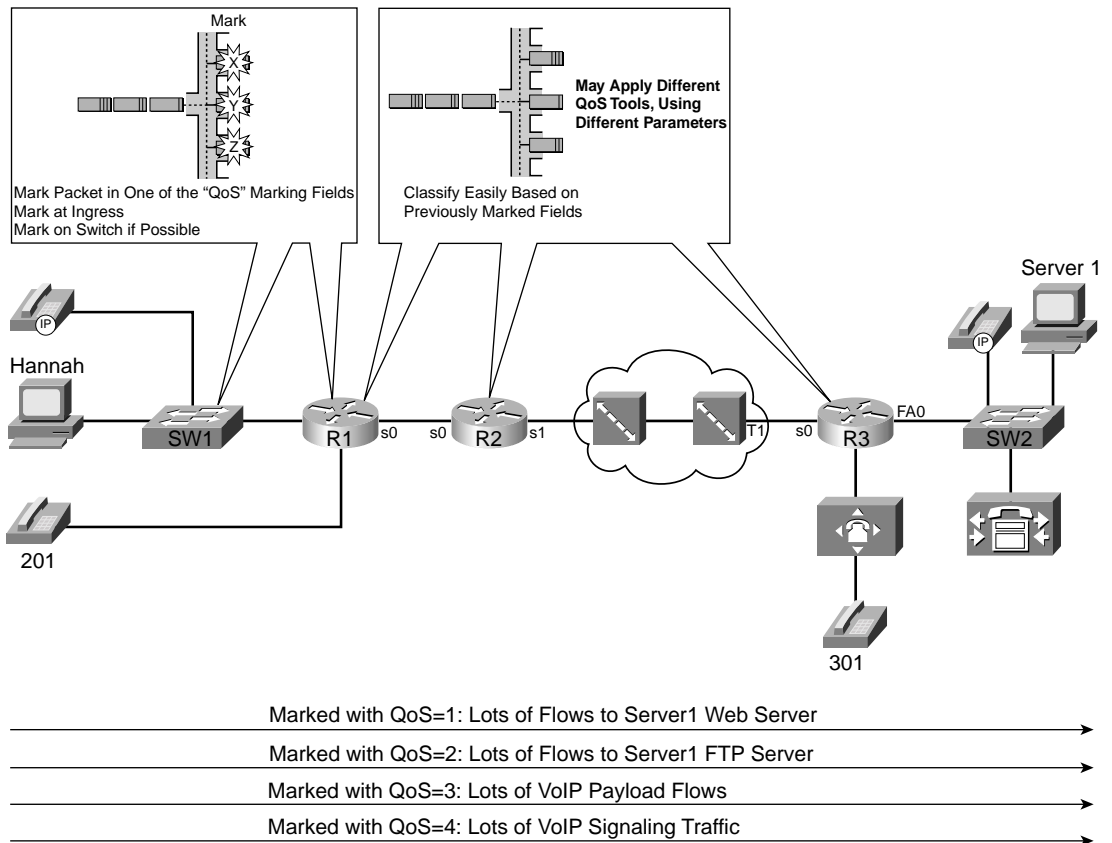 Mark
X
Y
Z
Mark Packet in One of the “QoS” Marking Fields
Mark at Ingress
Mark on Switch if Possible
May Apply Different
QoS Tools, Using
Different Parameters
Classify Easily Based on
Previously Marked Fields
Server 1
IP
IP
Hannah
SW1
R1
s0
s0
R2
s1
T1
s0
R3
FA0
SW2
201
301
Marked with QoS=1: Lots of Flows to Server1 Web Server
Marked with QoS=2: Lots of Flows to Server1 FTP Server
Marked with QoS=3: Lots of VoIP Payload Flows
Marked with QoS=4: Lots of VoIP Signaling Traffic